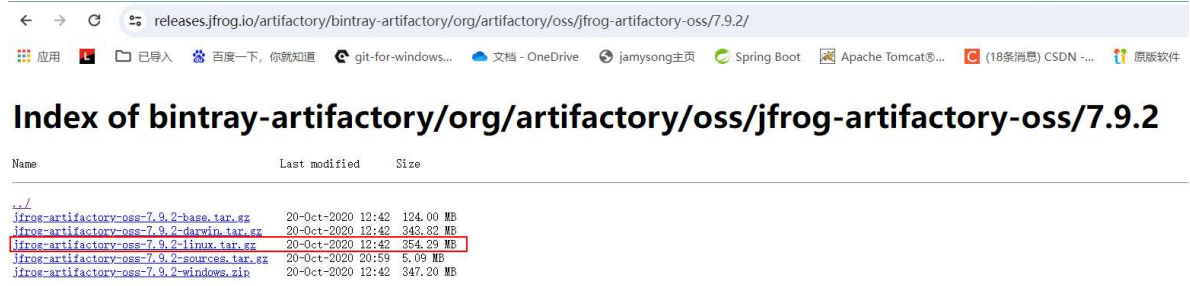 releases.jfrog.io/artifactory/bintray-artifactory/org/artifactory/oss/jfrog-artifactory-oss/7.9.2/
应用 已导入 百度一下，你就知道 git-for-windows... 文档 - OneDrive jamysong主页 Spring Boot Apache Tomcat®... (18条消息) CSDN -... 原版软件
Index of bintray-artifactory/org/artifactory/oss/jfrog-artifactory-oss/7.9.2
Name Last modified Size
../
jfrog-artifactory-oss-7.9.2-base.tar.gz 20-Oct-2020 12:42 124.00 MB
jfrog-artifactory-oss-7.9.2-darwin.tar.gz 20-Oct-2020 12:42 343.82 MB
jfrog-artifactory-oss-7.9.2-linux.tar.gz 20-Oct-2020 12:42 354.29 MB
jfrog-artifactory-oss-7.9.2-sources.tar.gz 20-Oct-2020 20:59 5.09 MB
jfrog-artifactory-oss-7.9.2-windows.zip 20-Oct-2020 12:42 347.20 MB